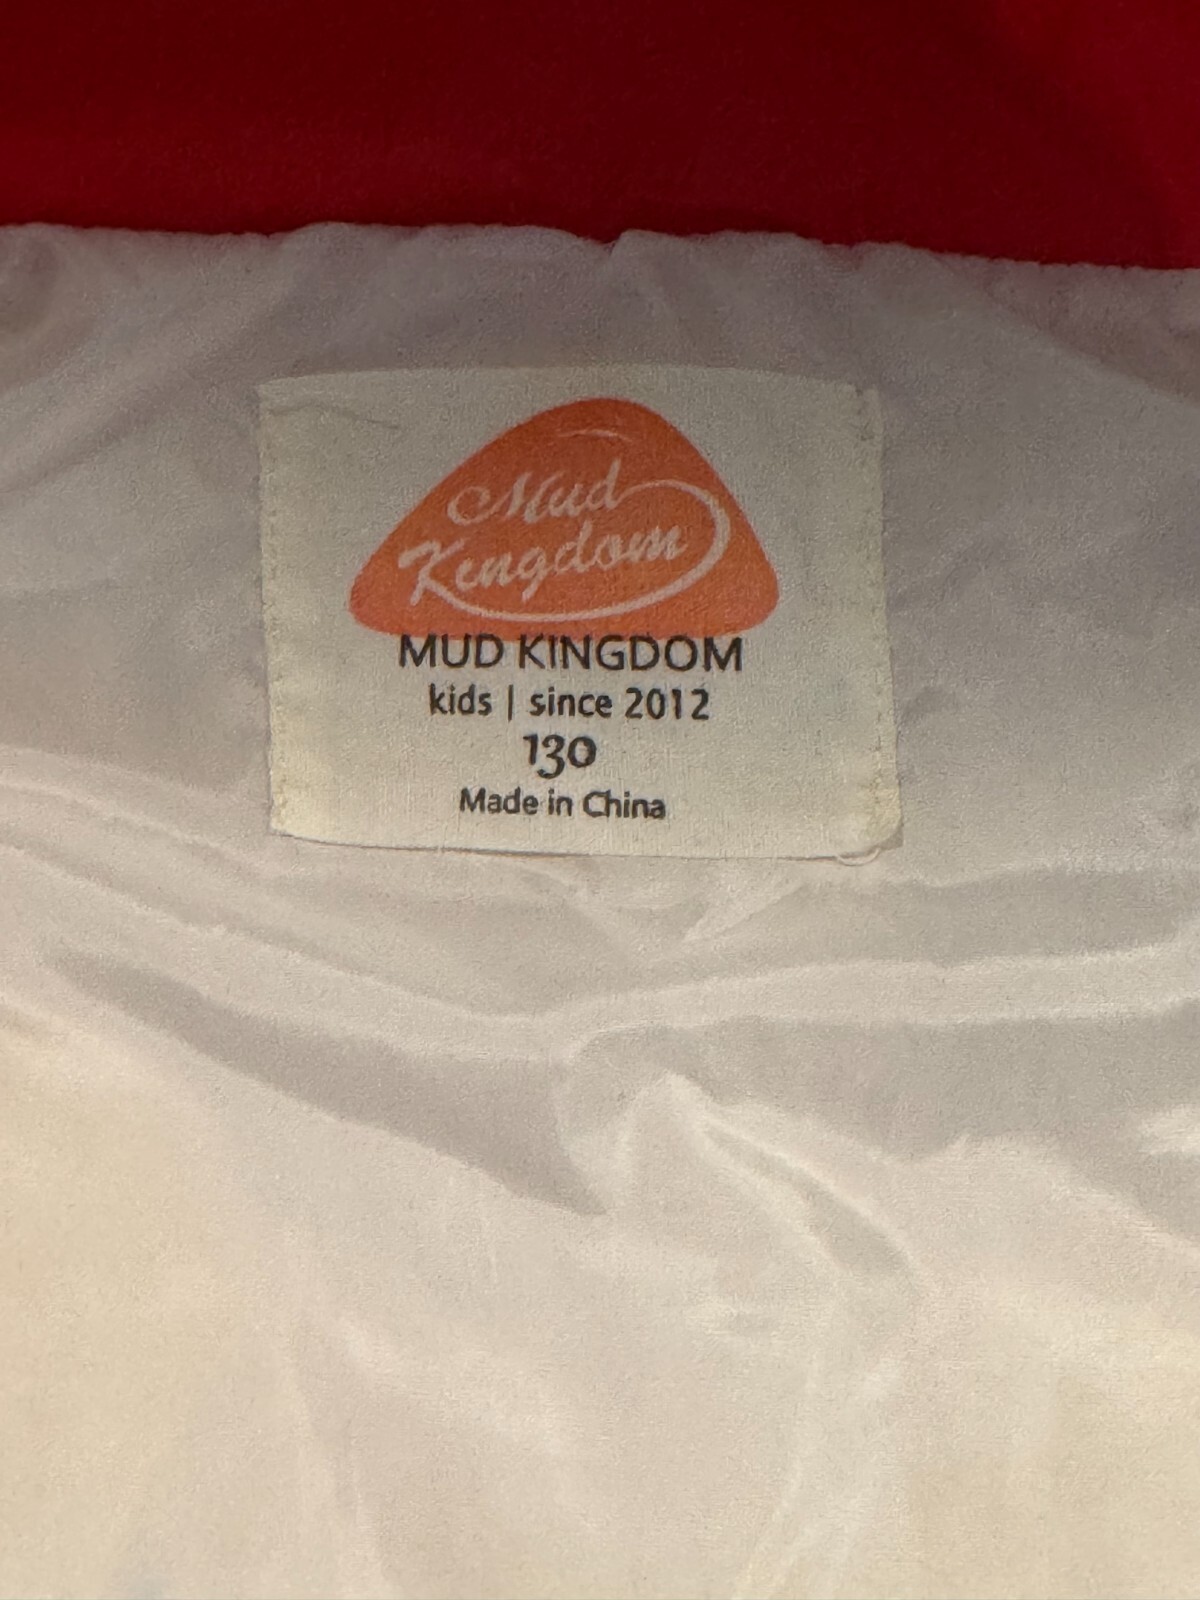 Mud
Kingdom
MUD KINGDOM
kids | since 2012
130
Made in China